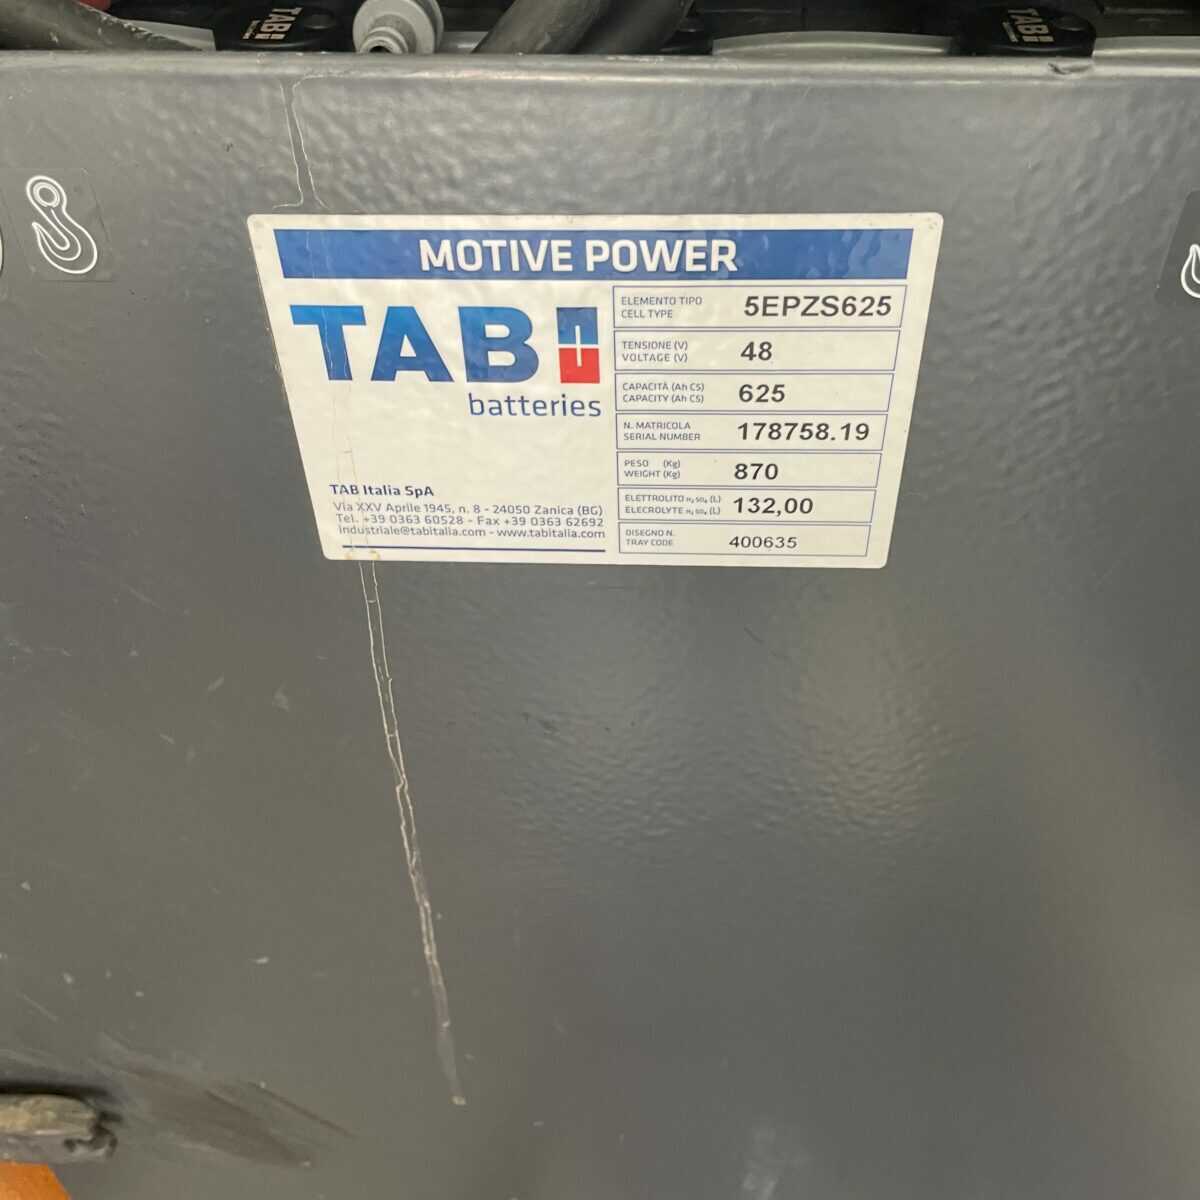 TAB
TAB
MOTIVE POWER
TAB
batteries
TAB Italia SpA
Via XXV Aprile 1945, n. 8 - 24050 Zanica (BG)
Tel. +39 0363 60528 - Fax +39 0363 62692
industriale@tabitalia.com - www.tabitalia.com
ELEMENTO TIPO
CELL TYPE
5EPZS625
TENSIONE (V)
VOLTAGE (V)
48
CAPACITÀ (Ah C5)
CAPACITY (Ah C5)
625
N. MATRICOLA
SERIAL NUMBER
178758.19
PESO (Kg)
WEIGHT (Kg)
870
ELETTROLITO H₂SO₄ (L)
ELECROLYTE H₂SO₄ (L)
132,00
DISEGNO N.
TRAY CODE
400635